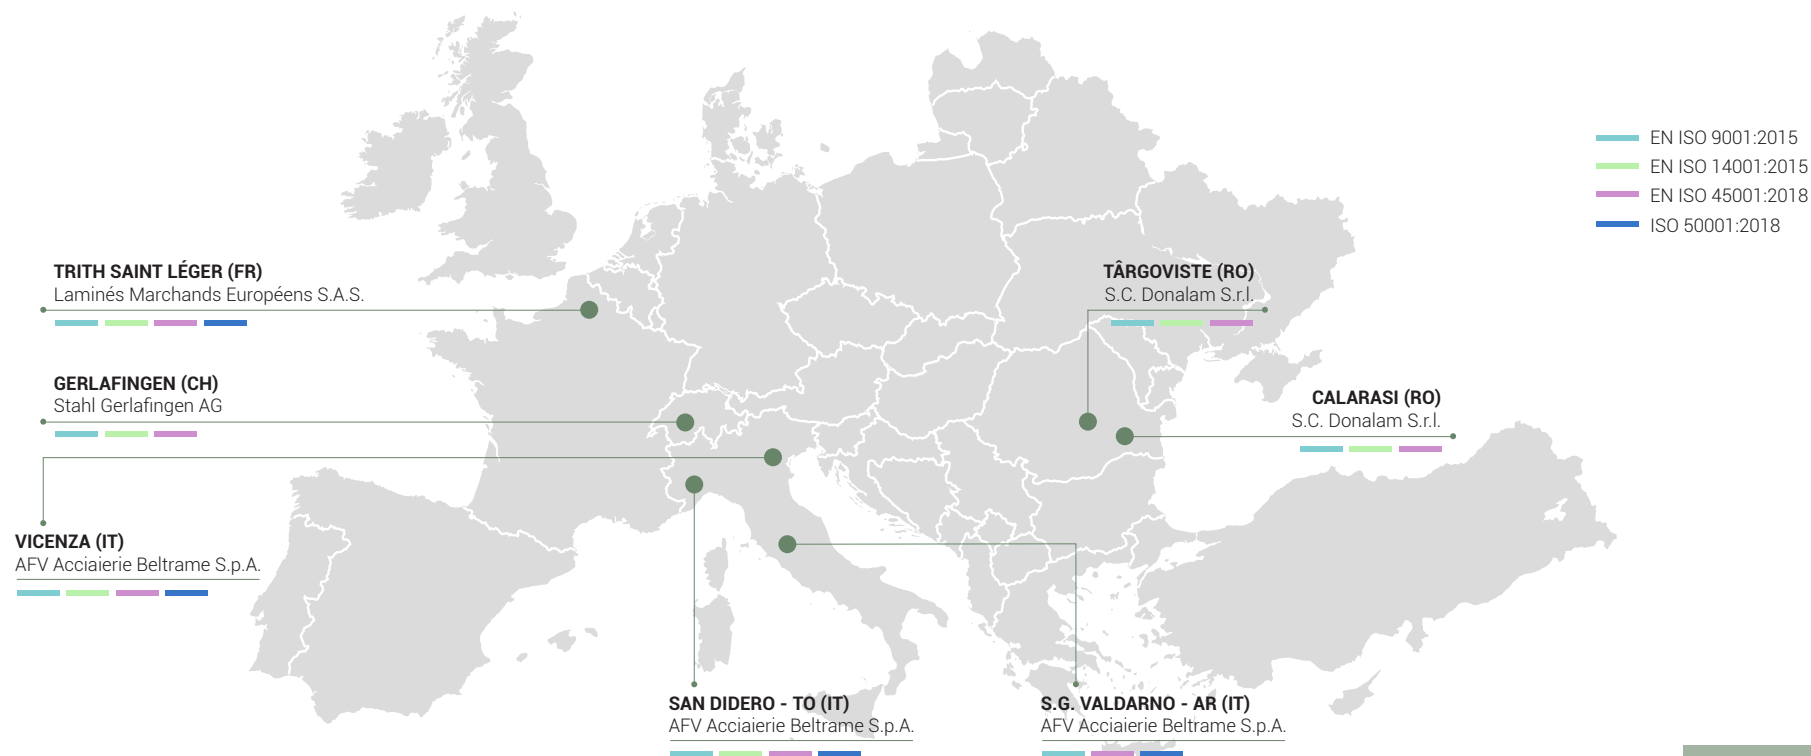 EN ISO 9001:2015
EN ISO 14001:2015
EN ISO 45001:2018
ISO 50001:2018
TRITH SAINT LÉGER (FR)
Laminés Marchands Européens S.A.S.
TÂRGOVISTE (RO)
S.C. Donalam S.r.l.
GERLAFINGEN (CH)
Stahl Gerlafingen AG
CALARASI (RO)
S.C. Donalam S.r.l.
VICENZA (IT)
AFV Acciaierie Beltrame S.p.A.
SAN DIDERO - TO (IT)
AFV Acciaierie Beltrame S.p.A.
S.G. VALDARNO - AR (IT)
AFV Acciaierie Beltrame S.p.A.